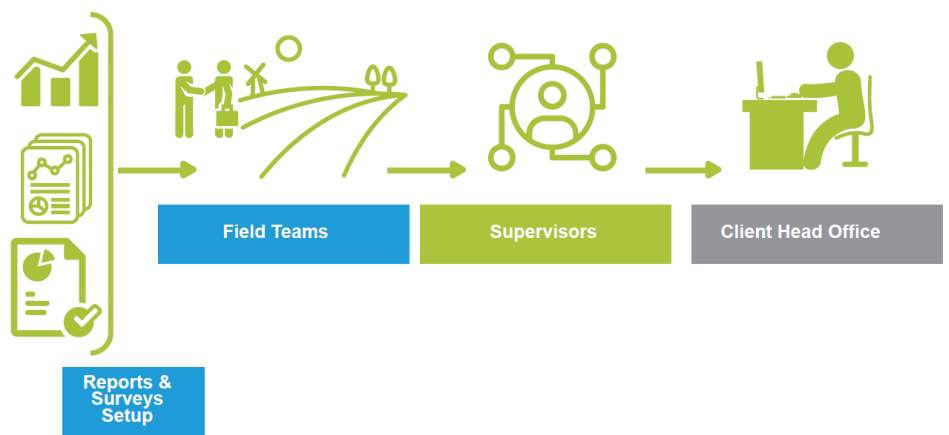 Field Teams
Supervisors
Client Head Office
Reports &
Surveys
Setup